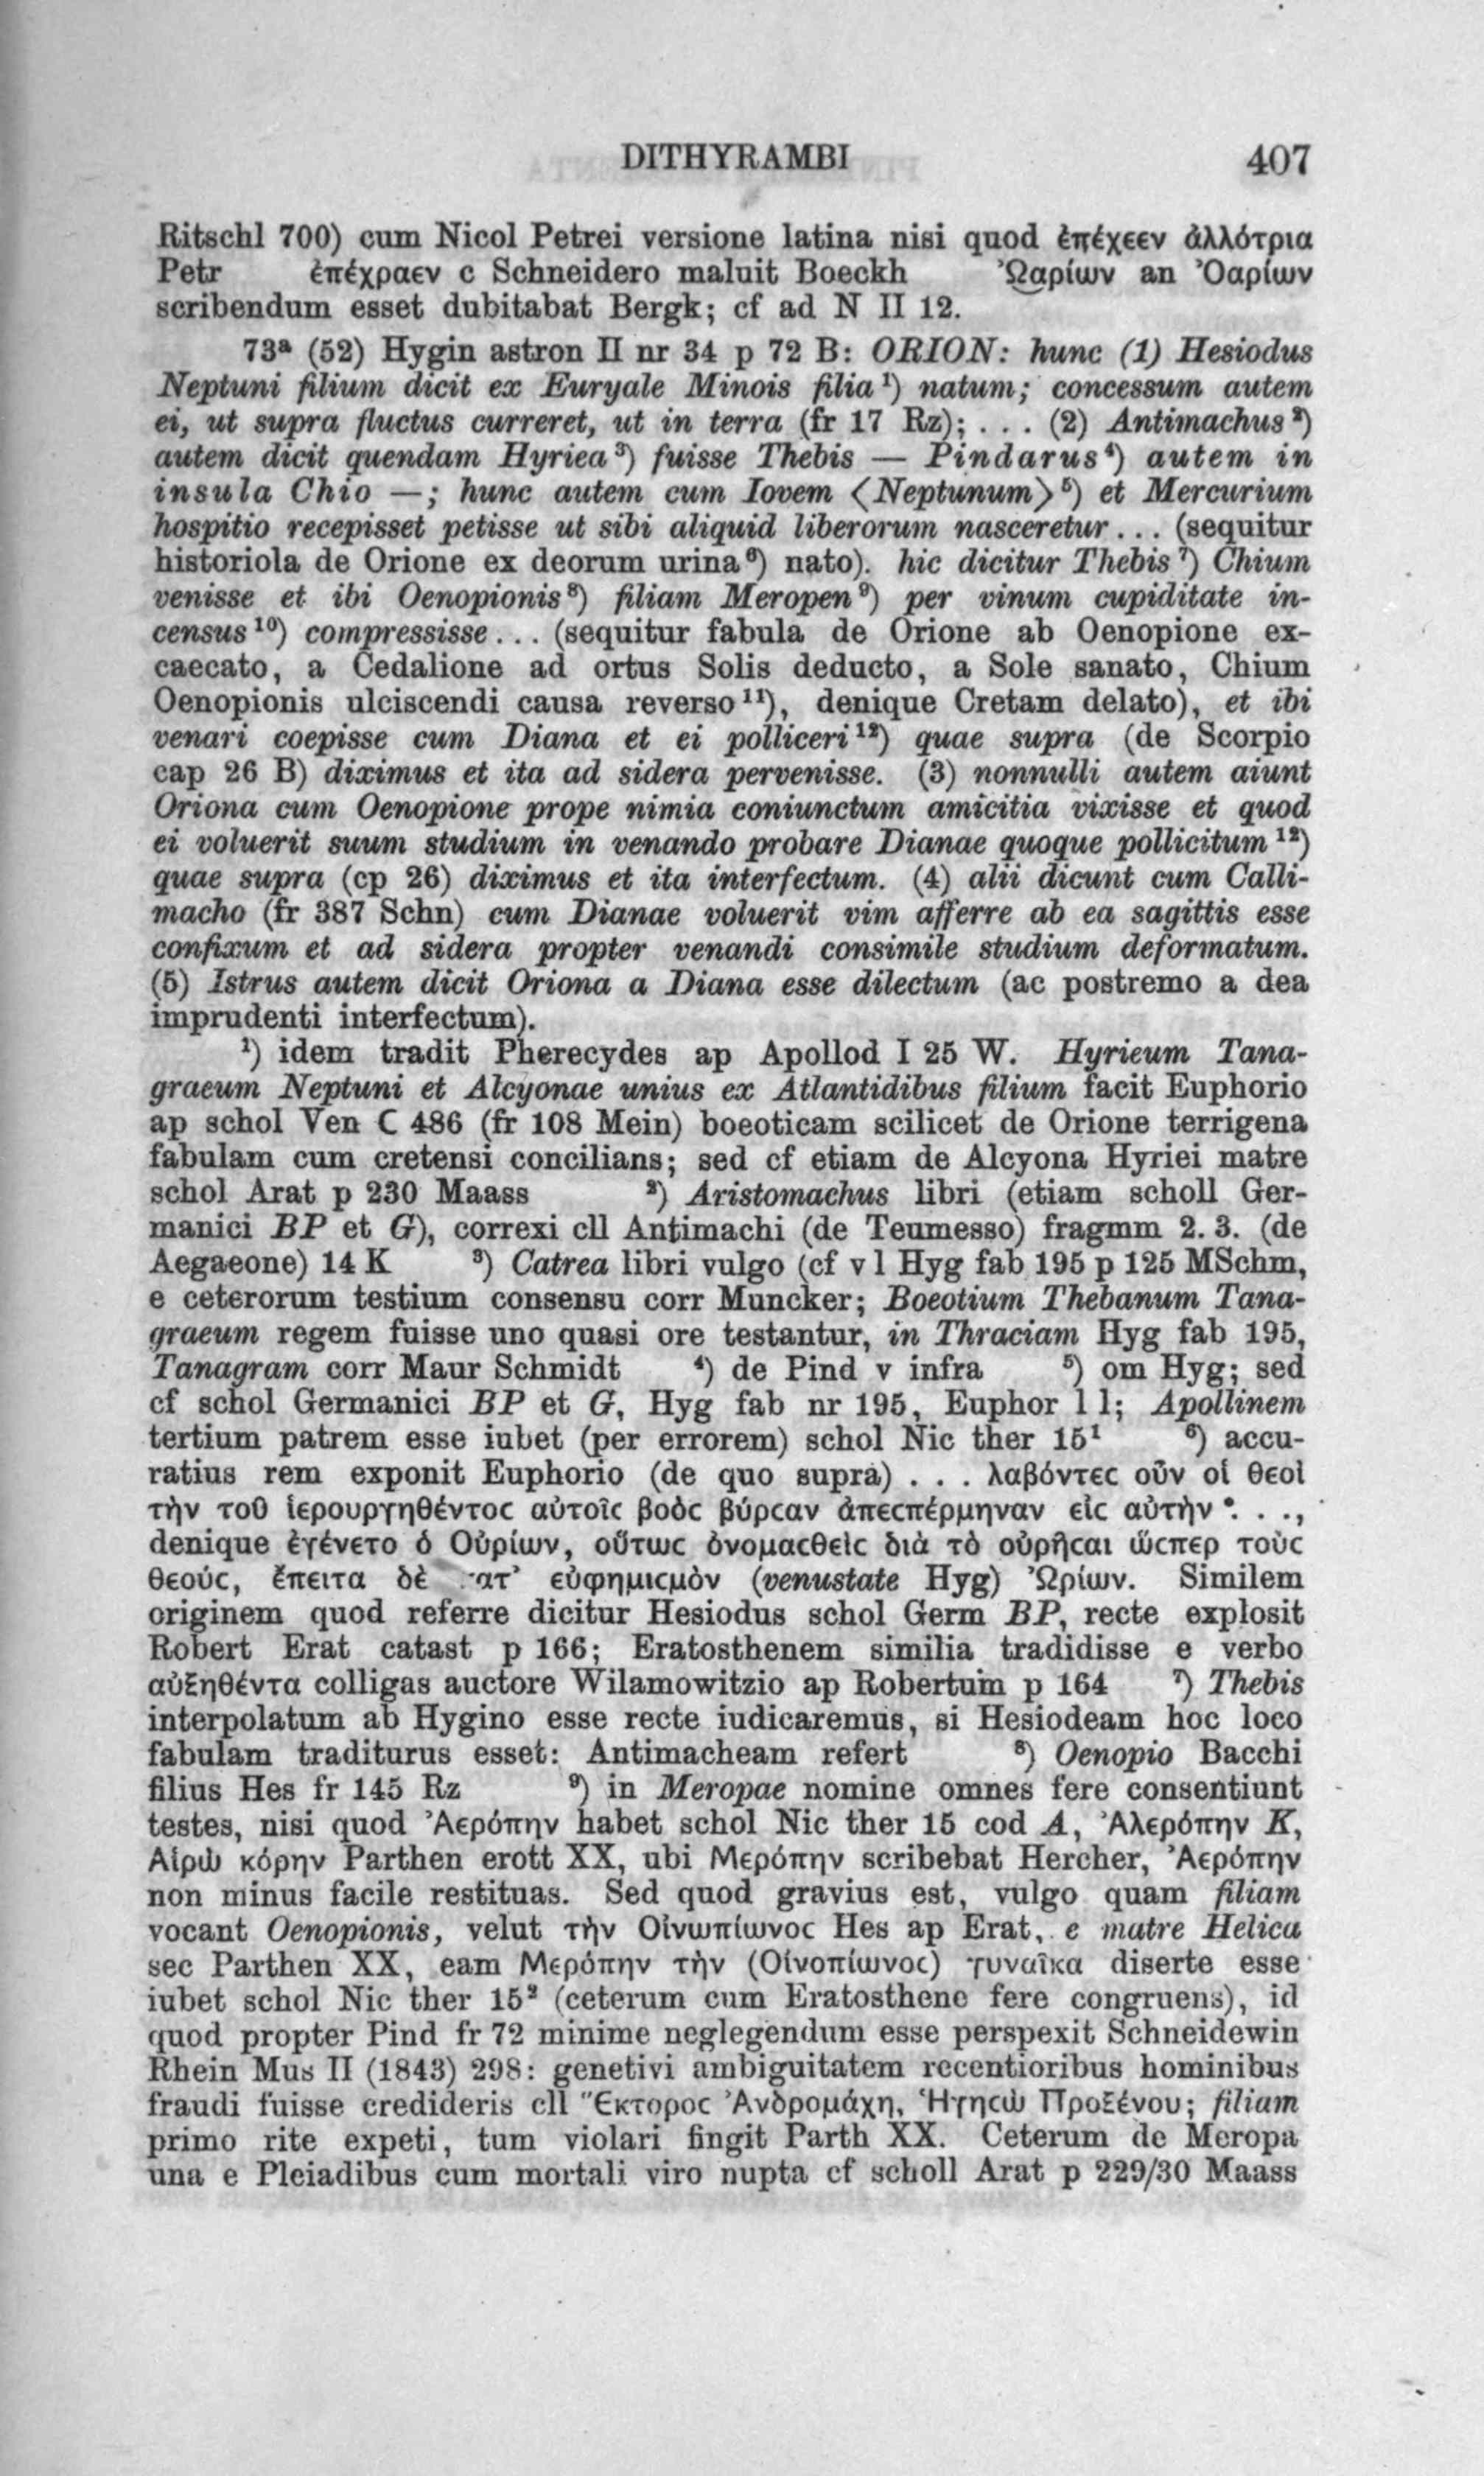 DITHYRAMBI 407
Ritschl 700) cum Nicol Petrei versione latina nisi quod ἐπέχεεν ἀλλότρια
Petr ἐπέχραεν c Schneidero maluit Boeckh Ὠαρίων an Ὀαρίων
scribendum esset dubitabat Bergk; cf ad N II 12.
73ª (52) Hygin astron II nr 34 p 72 B: ORION: hunc (1) Hesiodus
Neptuni filium dicit ex Euryale Minois filia¹) natum; concessum autem
ei, ut supra fluctus curreret, ut in terra (fr 17 Rz); . . . (2) Antimachus²)
autem dicit quendam Hyriea³) fuisse Thebis — Pindarus⁴) autem in
insula Chio —; hunc autem cum Iovem ⟨Neptunum⟩⁵) et Mercurium
hospitio recepisset petisse ut sibi aliquid liberorum nasceretur . . . (sequitur
historiola de Orione ex deorum urina⁶) nato). hic dicitur Thebis⁷) Chium
venisse et ibi Oenopionis⁸) filiam Meropen⁹) per vinum cupiditate in-
census¹⁰) compressisse . . . (sequitur fabula de Orione ab Oenopione ex-
caecato, a Cedalione ad ortus Solis deducto, a Sole sanato, Chium
Oenopionis ulciscendi causa reverso¹¹), denique Cretam delato), et ibi
venari coepisse cum Diana et ei polliceri¹²) quae supra (de Scorpio
cap 26 B) diximus et ita ad sidera pervenisse. (3) nonnulli autem aiunt
Oriona cum Oenopione prope nimia coniunctum amicitia vixisse et quod
ei voluerit suum studium in venando probare Dianae quoque pollicitum¹²)
quae supra (cp 26) diximus et ita interfectum. (4) alii dicunt cum Calli-
macho (fr 387 Schn) cum Dianae voluerit vim afferre ab ea sagittis esse
confixum et ad sidera propter venandi consimile studium deformatum.
(5) Istrus autem dicit Oriona a Diana esse dilectum (ac postremo a dea
imprudenti interfectum).
¹) idem tradit Pherecydes ap Apollod I 25 W. Hyrieum Tana-
graeum Neptuni et Alcyonae unius ex Atlantidibus filium facit Euphorio
ap schol Ven C 486 (fr 108 Mein) boeoticam scilicet de Orione terrigena
fabulam cum cretensi concilians; sed cf etiam de Alcyona Hyriei matre
schol Arat p 230 Maass ²) Aristomachus libri (etiam scholl Ger-
manici BP et G), correxi cll Antimachi (de Teumesso) fragmm 2. 3. (de
Aegaeone) 14 K ³) Catrea libri vulgo (cf v l Hyg fab 195 p 125 MSchm,
e ceterorum testium consensu corr Muncker; Boeotium Thebanum Tana-
graeum regem fuisse uno quasi ore testantur, in Thraciam Hyg fab 195,
Tanagram corr Maur Schmidt ⁴) de Pind v infra ⁵) om Hyg; sed
cf schol Germanici BP et G, Hyg fab nr 195, Euphor l l; Apollinem
tertium patrem esse iubet (per errorem) schol Nic ther 15¹ ⁶) accu-
ratius rem exponit Euphorio (de quo supra) . . . λαβόντεϲ οὖν οἱ θεοὶ
τὴν τοῦ ἱερουργηθέντοϲ αὐτοῖϲ βοὸϲ βύρϲαν ἀπεϲπέρμηναν εἰϲ αὐτὴν . . .,
denique ἐγένετο ὁ Οὐρίων, οὕτωϲ ὀνομαϲθεὶϲ διὰ τὸ οὐρῆϲαι ὥϲπερ τοὺϲ
θεούϲ, ἔπειτα δὲ ατ’ εὐφημιϲμὸν (venustate Hyg) Ὠρίων. Similem
originem quod referre dicitur Hesiodus schol Germ BP, recte explosit
Robert Erat catast p 166; Eratosthenem similia tradidisse e verbo
αὐξηθέντα colligas auctore Wilamowitzio ap Robertum p 164 ⁷) Thebis
interpolatum ab Hygino esse recte iudicaremus, si Hesiodeam hoc loco
fabulam traditurus esset: Antimacheam refert ⁸) Oenopio Bacchi
filius Hes fr 145 Rz ⁹) in Meropae nomine omnes fere consentiunt
testes, nisi quod Ἀερόπην habet schol Nic ther 15 cod A, Ἀλερόπην K,
Αἱρὼ κόρην Parthen erott XX, ubi Μερόπην scribebat Hercher, Ἀερόπην
non minus facile restituas. Sed quod gravius est, vulgo quam filiam
vocant Oenopionis, velut τὴν Οἰνωπίωνοϲ Hes ap Erat, e matre Helica
sec Parthen XX, eam Μερόπην τὴν (Οἰνοπίωνοϲ) γυναῖκα diserte esse
iubet schol Nic ther 15² (ceterum cum Eratosthene fere congruens), id
quod propter Pind fr 72 minime neglegendum esse perspexit Schneidewin
Rhein Mus II (1843) 298: genetivi ambiguitatem recentioribus hominibus
fraudi fuisse credideris cll Ἕκτοροϲ Ἀνδρομάχη, Ἡγηϲὼ Προξένου; filiam
primo rite expeti, tum violari fingit Parth XX. Ceterum de Meropa
una e Pleiadibus cum mortali viro nupta cf scholl Arat p 229/30 Maass